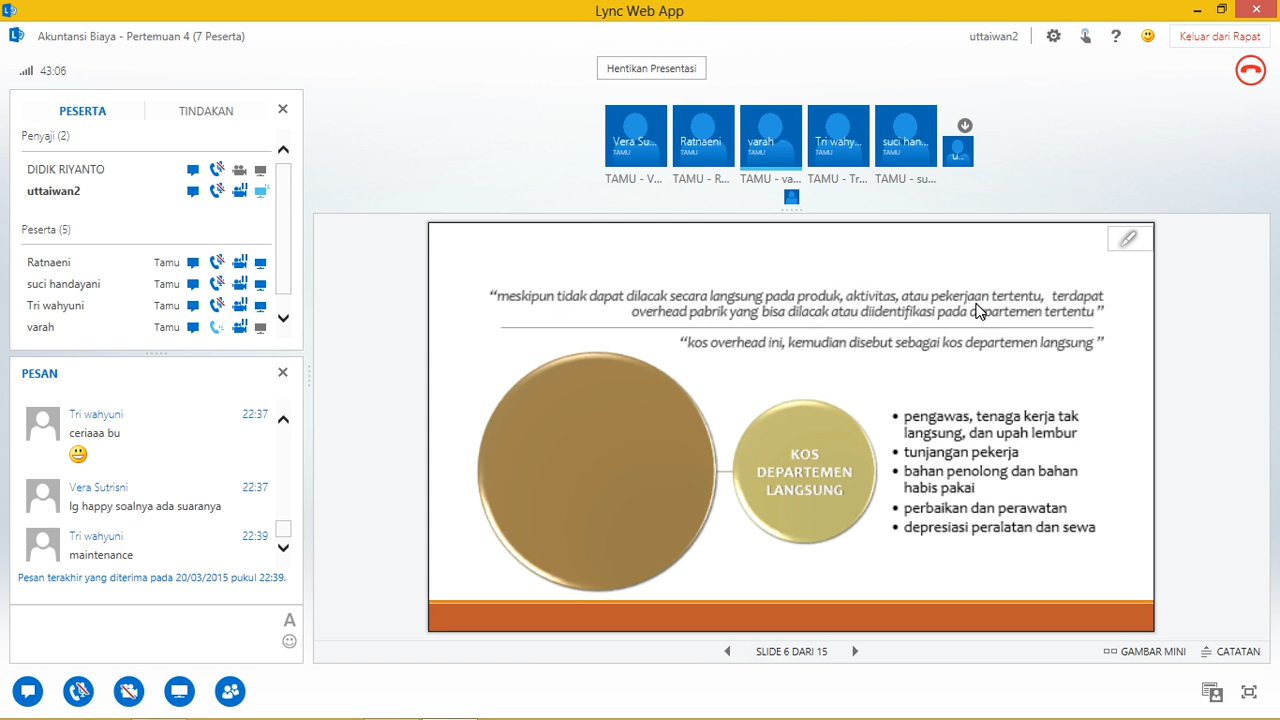 Lync Web App
Akuntansi Biaya - Pertemuan 4 (7 Peserta)
uttaiwan2
?
Keluar dari Rapat
43:06
Hentikan Presentasi
PESERTA
TINDAKAN
Penyaji (2)
DIDIK RIYANTO
uttaiwan2
Peserta (5)
Ratnaeni Tamu
suci handayani Tamu
Tri wahyuni Tamu
varah Tamu
Vera Su...
TAMU
Ratnaeni
TAMU
varah
TAMU
Tri wahy...
TAMU
suci han...
TAMU
u...
TAMU - V...
TAMU - R...
TAMU - va...
TAMU - Tr...
TAMU - su...
PESAN
Tri wahyuni 22:37
ceriaaa bu
Vera Sutrisni 22:37
lg happy soalnya ada suaranya
Tri wahyuni 22:39
maintenance
Pesan terakhir yang diterima pada 20/03/2015 pukul 22:39.
A
“meskipun tidak dapat dilacak secara langsung pada produk, aktivitas, atau pekerjaan tertentu, terdapat
overhead pabrik yang bisa dilacak atau diidentifikasi pada departemen tertentu ”
“kos overhead ini, kemudian disebut sebagai kos departemen langsung ”
KOS
DEPARTEMEN
LANGSUNG
• pengawas, tenaga kerja tak
langsung, dan upah lembur
• tunjangan pekerja
• bahan penolong dan bahan
habis pakai
• perbaikan dan perawatan
• depresiasi peralatan dan sewa
SLIDE 6 DARI 15
GAMBAR MINI
CATATAN